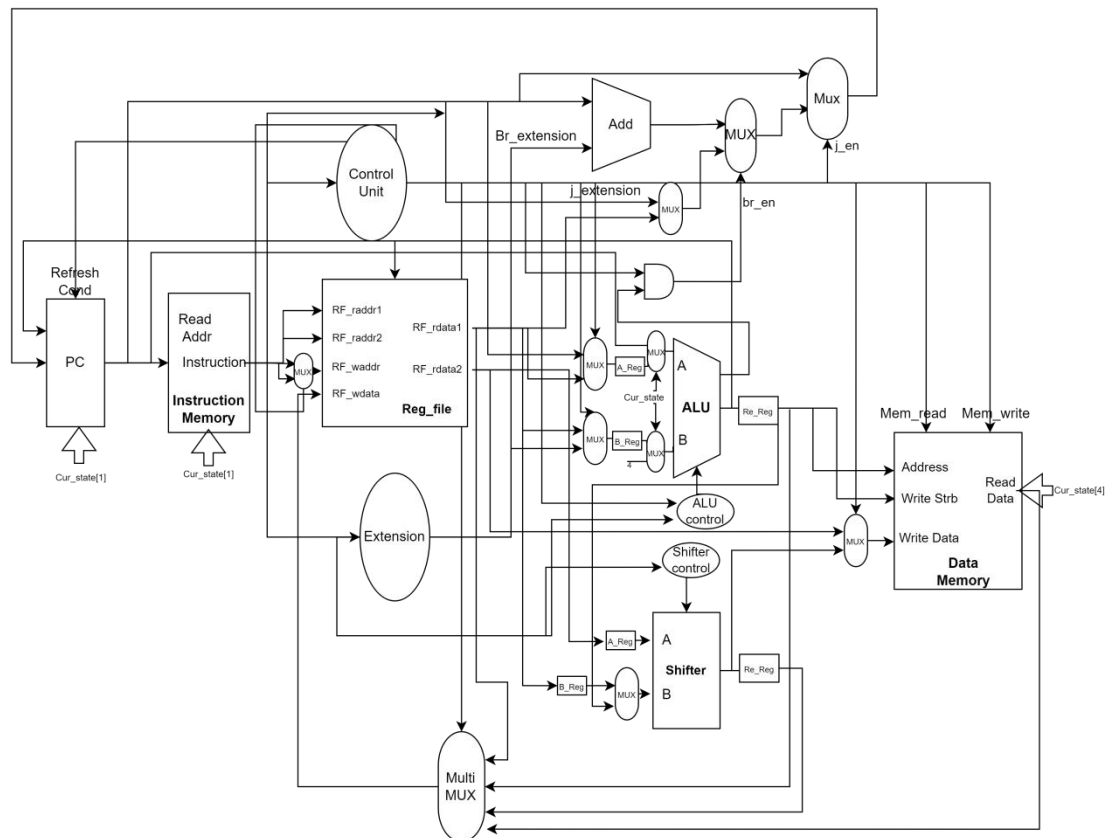 Mux
Add
MUX
Br_extension
j_en
Control
Unit
j_extension
MUX
br_en
Refresh
Cond
PC
Cur_state[1]
Read
Addr
Instruction
Instruction
Memory
Cur_state[1]
MUX
RF_raddr1
RF_raddr2
RF_waddr
RF_wdata
RF_rdata1
RF_rdata2
Reg_file
MUX
A_Reg
MUX
A
ALU
B
Cur_state
MUX
B_Reg
MUX
4
Re_Reg
ALU
control
Mem_read
Mem_write
Address
Read
Data
Write Strb
Write Data
Data
Memory
Cur_state[4]
MUX
Extension
Shifter
control
A_Reg
A
Shifter
B
B_Reg
MUX
Re_Reg
Multi
MUX